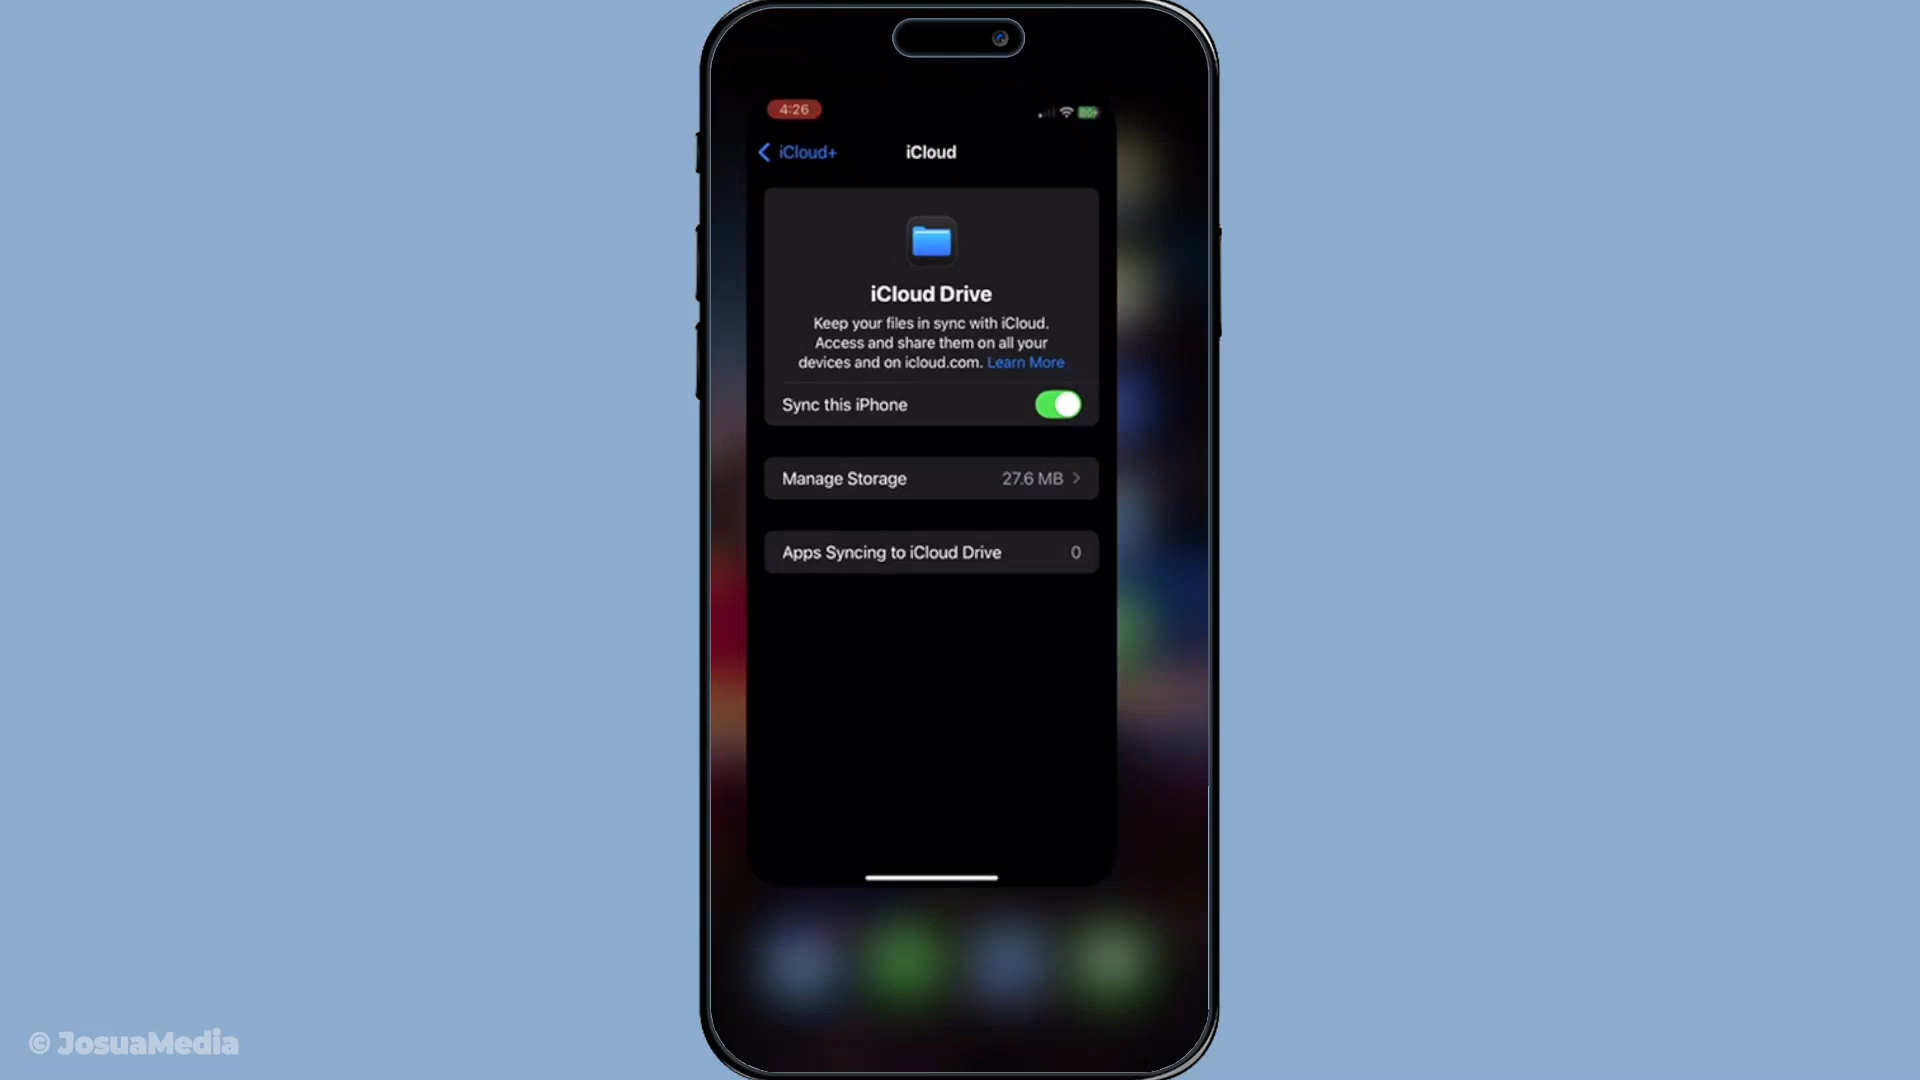 4:26
iCloud+
iCloud
iCloud Drive
Keep your files in sync with iCloud.
Access and share them on all your
devices and on icloud.com. Learn More
Sync this iPhone
Manage Storage 27.6 MB
Apps Syncing to iCloud Drive 0
© JosuaMedia